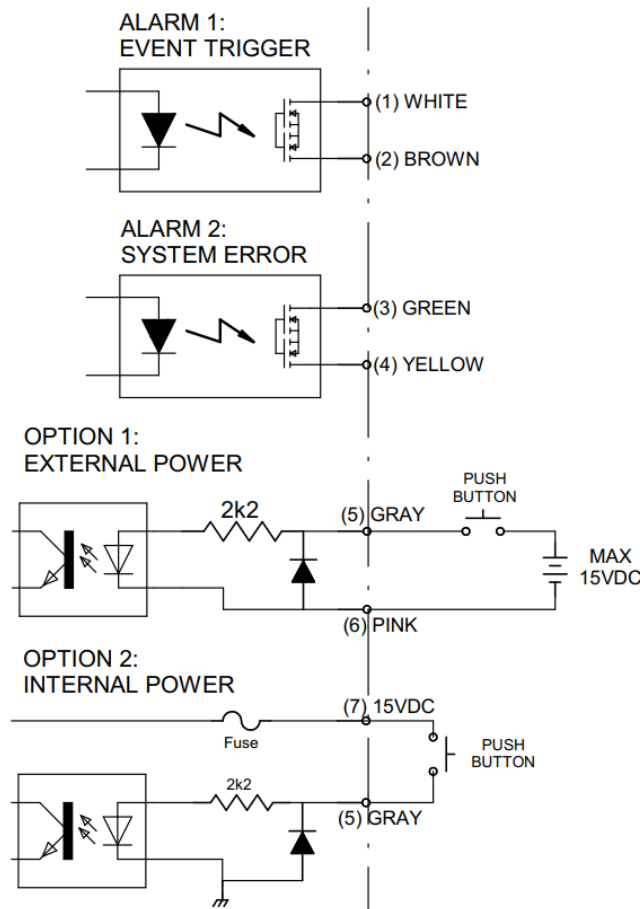 ALARM 1:
EVENT TRIGGER
(1) WHITE
(2) BROWN
ALARM 2:
SYSTEM ERROR
(3) GREEN
(4) YELLOW
OPTION 1:
EXTERNAL POWER
PUSH
BUTTON
2k2
(5) GRAY
MAX
15VDC
(6) PINK
OPTION 2:
INTERNAL POWER
(7) 15VDC
Fuse
PUSH
BUTTON
2k2
(5) GRAY